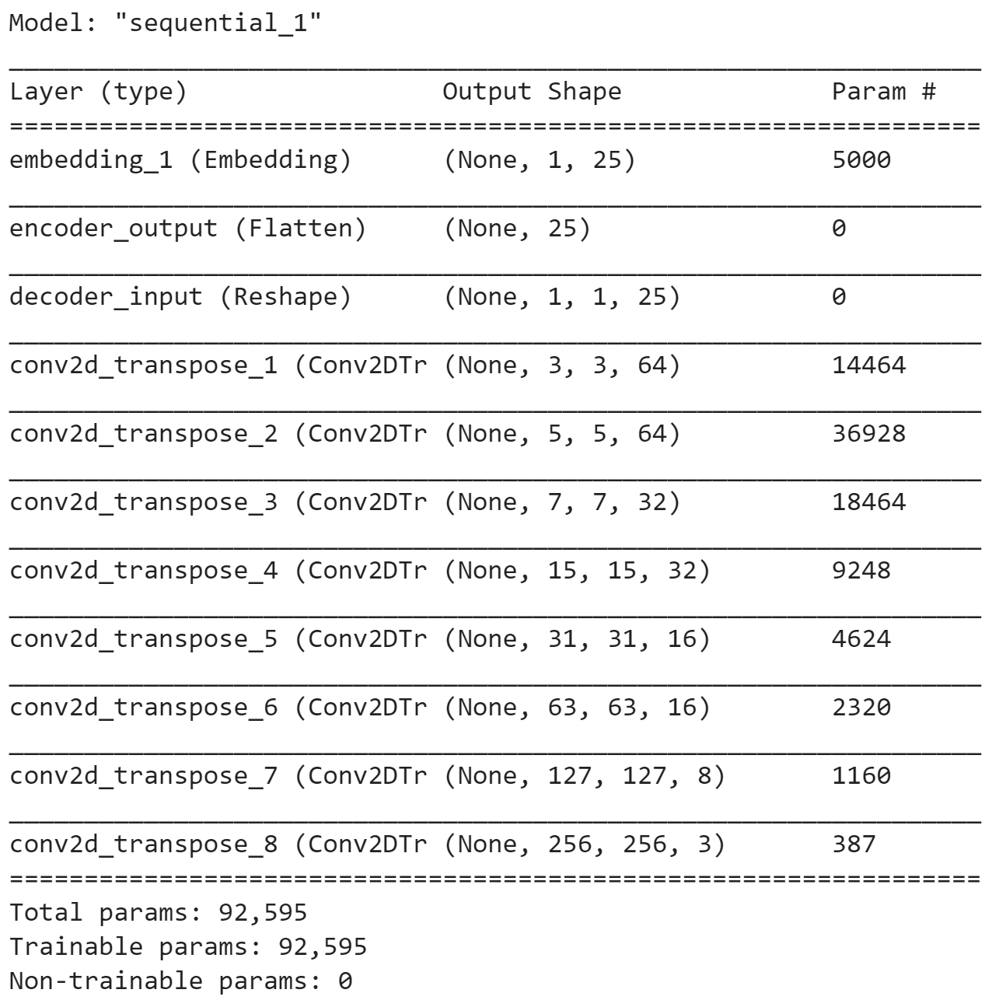 Model: "sequential_1"
_________________________________________________________________
Layer (type)                 Output Shape              Param #
=================================================================
embedding_1 (Embedding)      (None, 1, 25)             5000
_________________________________________________________________
encoder_output (Flatten)     (None, 25)                0
_________________________________________________________________
decoder_input (Reshape)      (None, 1, 1, 25)          0
_________________________________________________________________
conv2d_transpose_1 (Conv2DTr (None, 3, 3, 64)          14464
_________________________________________________________________
conv2d_transpose_2 (Conv2DTr (None, 5, 5, 64)          36928
_________________________________________________________________
conv2d_transpose_3 (Conv2DTr (None, 7, 7, 32)          18464
_________________________________________________________________
conv2d_transpose_4 (Conv2DTr (None, 15, 15, 32)        9248
_________________________________________________________________
conv2d_transpose_5 (Conv2DTr (None, 31, 31, 16)        4624
_________________________________________________________________
conv2d_transpose_6 (Conv2DTr (None, 63, 63, 16)        2320
_________________________________________________________________
conv2d_transpose_7 (Conv2DTr (None, 127, 127, 8)       1160
_________________________________________________________________
conv2d_transpose_8 (Conv2DTr (None, 256, 256, 3)       387
=================================================================
Total params: 92,595
Trainable params: 92,595
Non-trainable params: 0